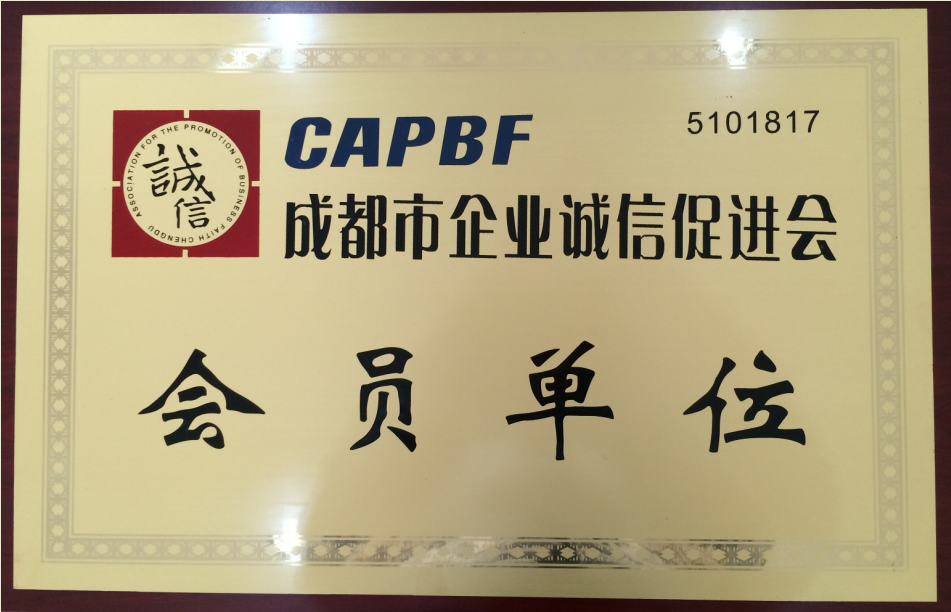 CAPBF
5101817
ASSOCIATION FOR THE PROMOTION OF BUSINESS FAITH CHENGDU
誠信
成都市企业诚信促进会
会员单位